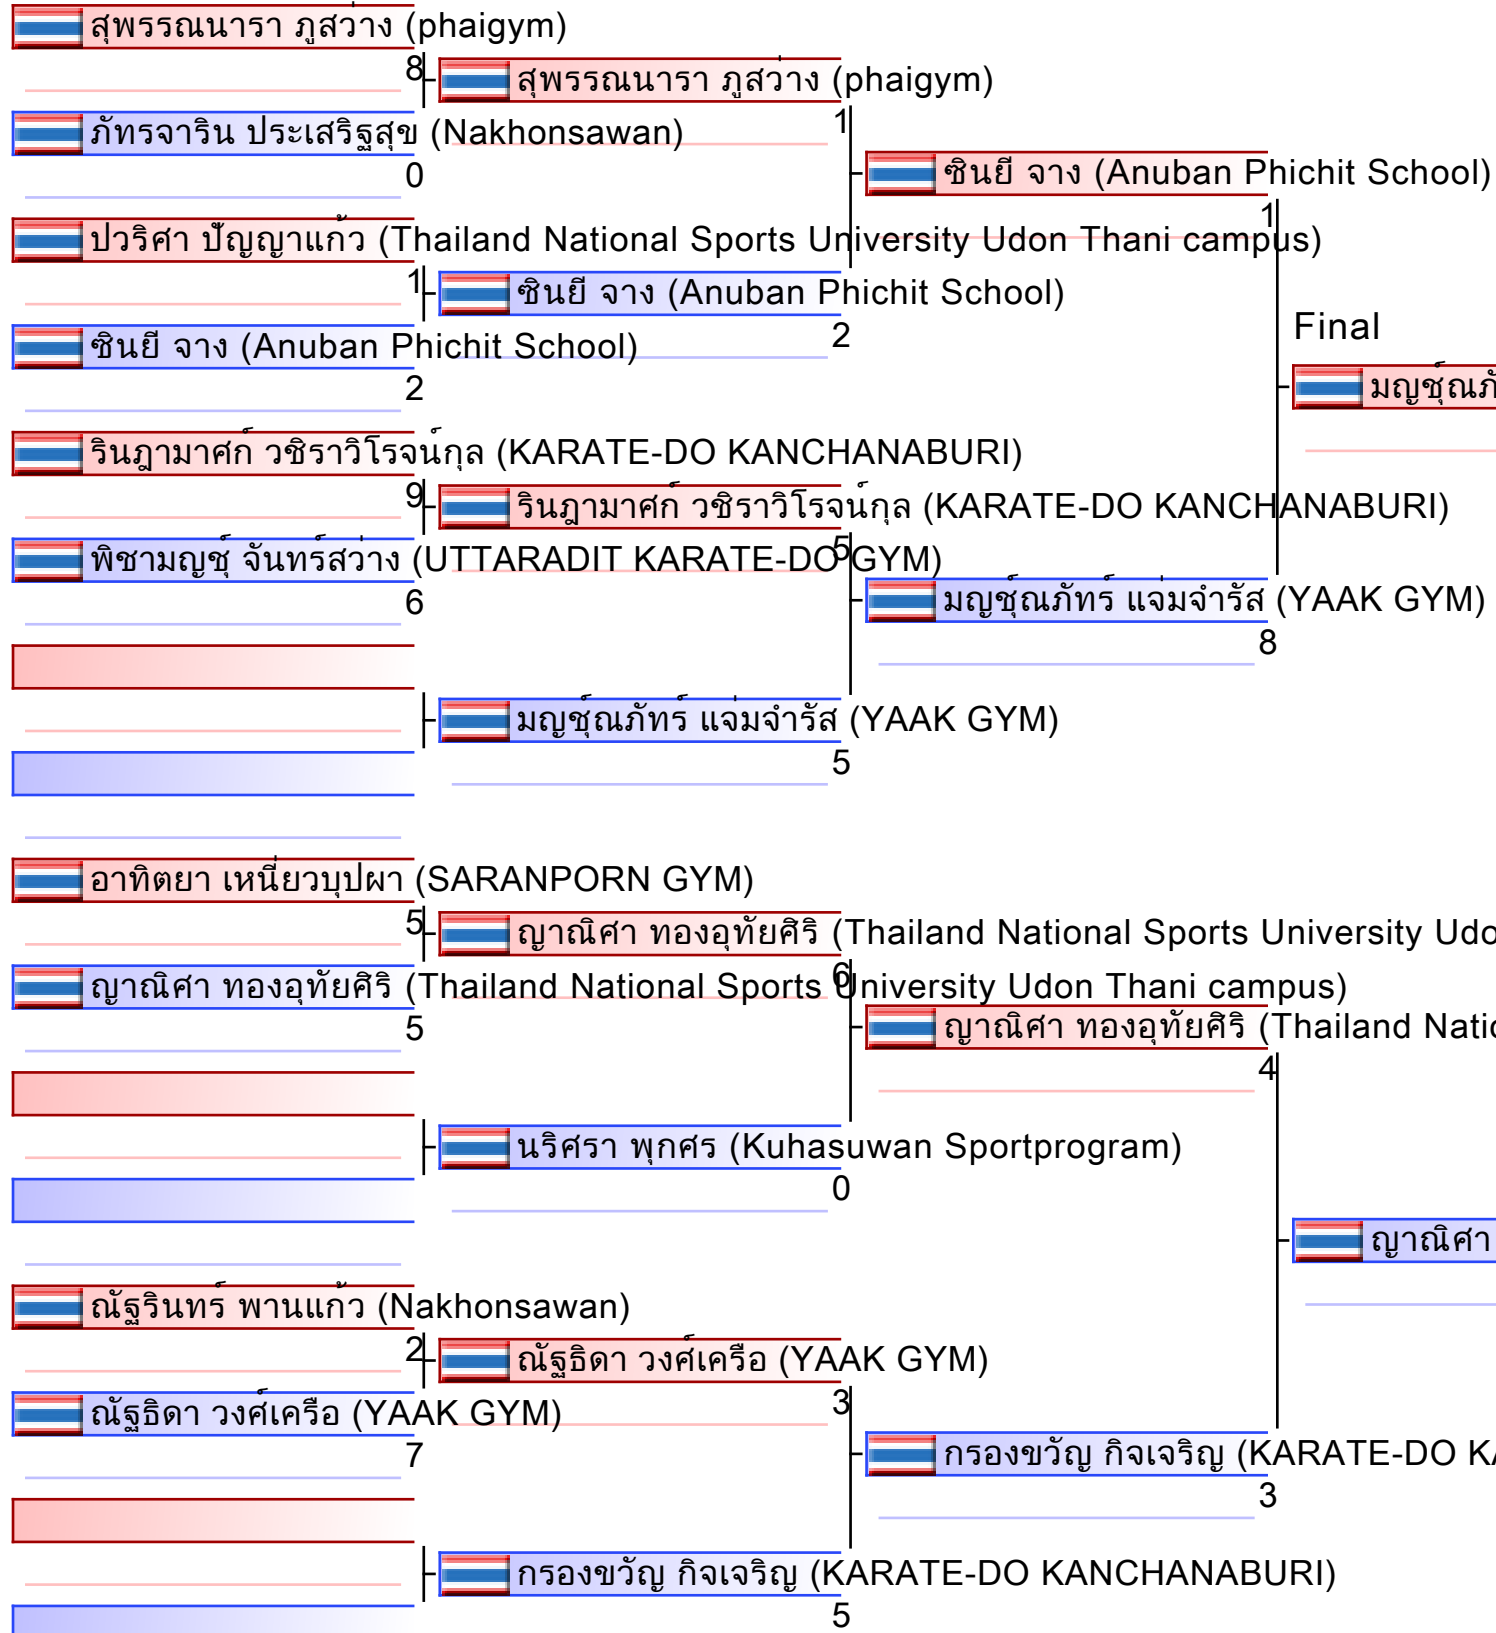 สุพรรณนารา ภูสว่าง (phaigym)
8
สุพรรณนารา ภูสว่าง (phaigym)
1
ภัทรจาริน ประเสริฐสุข (Nakhonsawan)
0
ซินยี จาง (Anuban Phichit School)
1
ปวริศา ปัญญาแก้ว (Thailand National Sports University Udon Thani campus)
1
ซินยี จาง (Anuban Phichit School)
2
ซินยี จาง (Anuban Phichit School)
2
Final
มญชุ์ณภั
รินฎามาศก์ วชิราวิโรจน์กุล (KARATE-DO KANCHANABURI)
9
รินฎามาศก์ วชิราวิโรจน์กุล (KARATE-DO KANCHANABURI)
5
พิชามญชุ์ จันทร์สว่าง (UTTARADIT KARATE-DO GYM)
6
มญชุ์ณภัทร์ แจ่มจำรัส (YAAK GYM)
8
มญชุ์ณภัทร์ แจ่มจำรัส (YAAK GYM)
5
อาทิตยา เหนี่ยวบุปผา (SARANPORN GYM)
5
ญาณิศา ทองอุทัยศิริ (Thailand National Sports University Udo
6
ญาณิศา ทองอุทัยศิริ (Thailand National Sports University Udon Thani campus)
5
ญาณิศา ทองอุทัยศิริ (Thailand Natio
4
นริศรา พุกศร (Kuhasuwan Sportprogram)
0
ญาณิศา
ณัฐรินทร์ พานแก้ว (Nakhonsawan)
2
ณัฐธิดา วงศ์เครือ (YAAK GYM)
3
ณัฐธิดา วงศ์เครือ (YAAK GYM)
7
กรองขวัญ กิจเจริญ (KARATE-DO KA
3
กรองขวัญ กิจเจริญ (KARATE-DO KANCHANABURI)
5